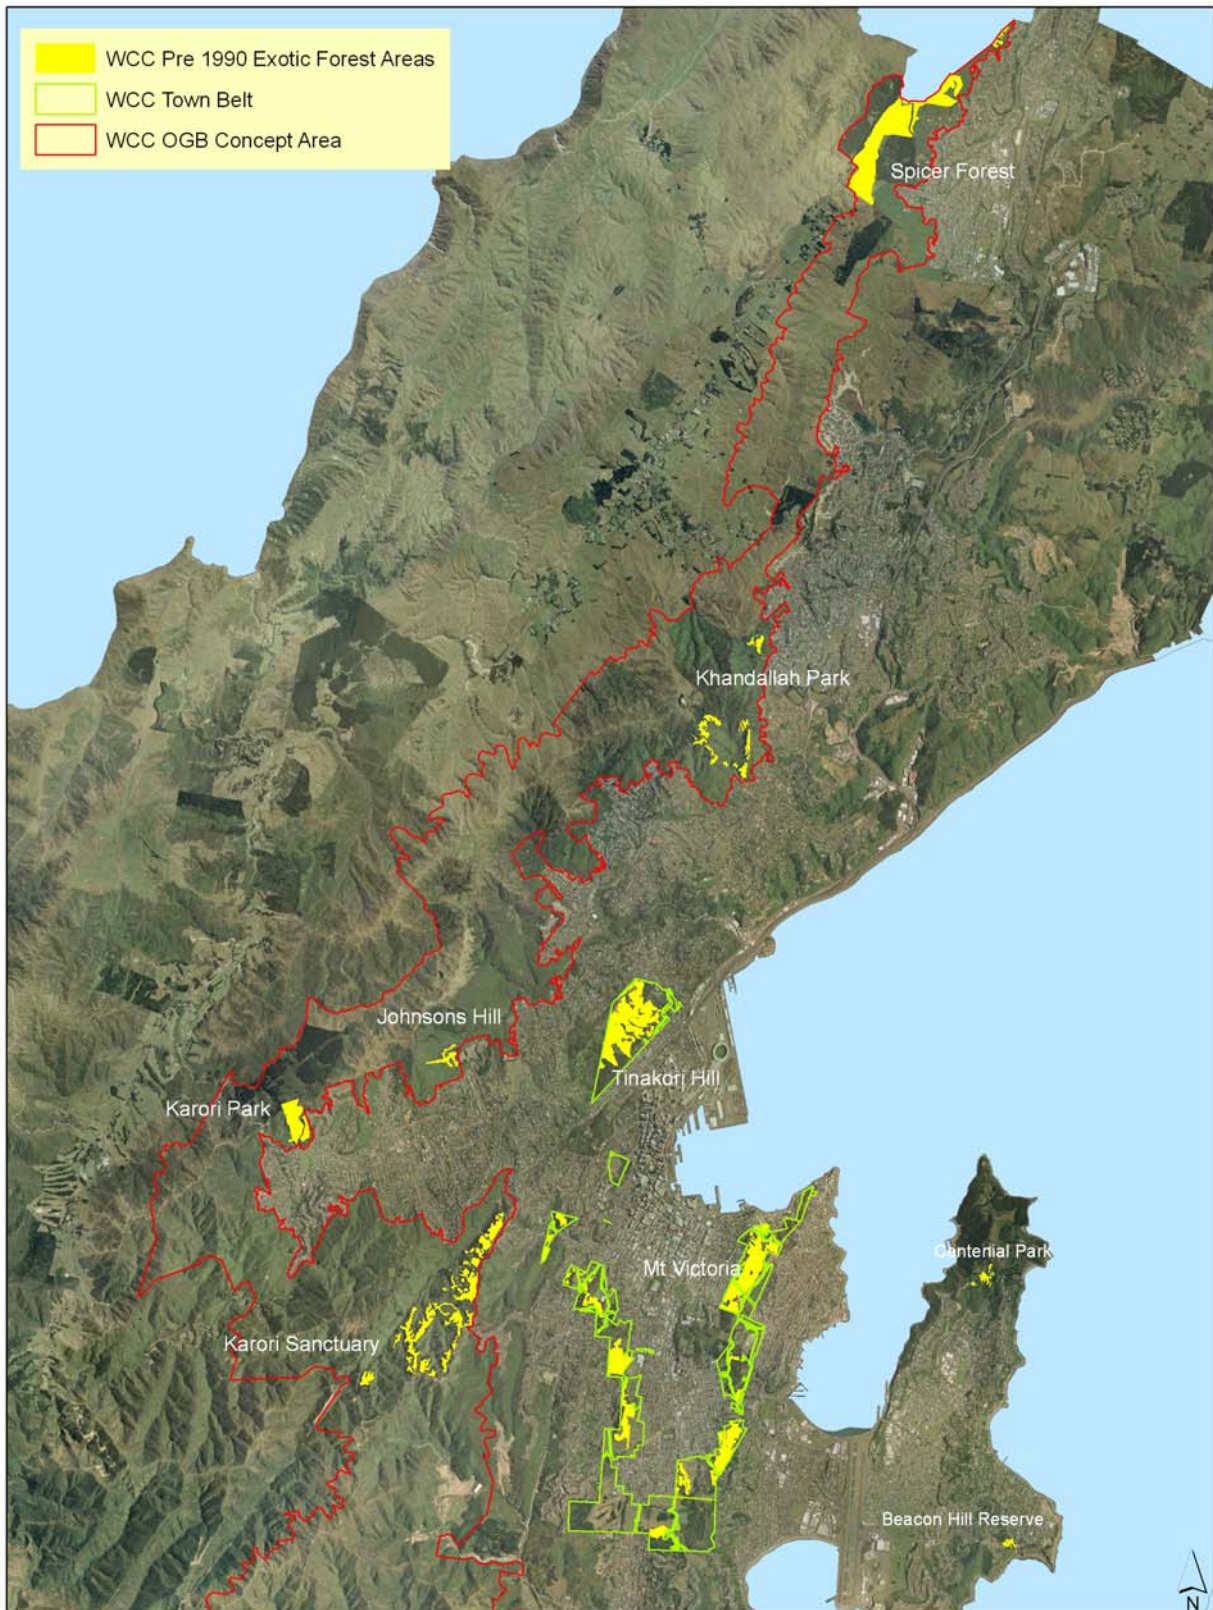 WCC Pre 1990 Exotic Forest Areas
WCC Town Belt
WCC OGB Concept Area
Spicer Forest
Khandallah Park
Johnsons Hill
Tinakori Hill
Karori Park
Centenial Park
Mt Victoria
Karori Sanctuary
Beacon Hill Reserve
N